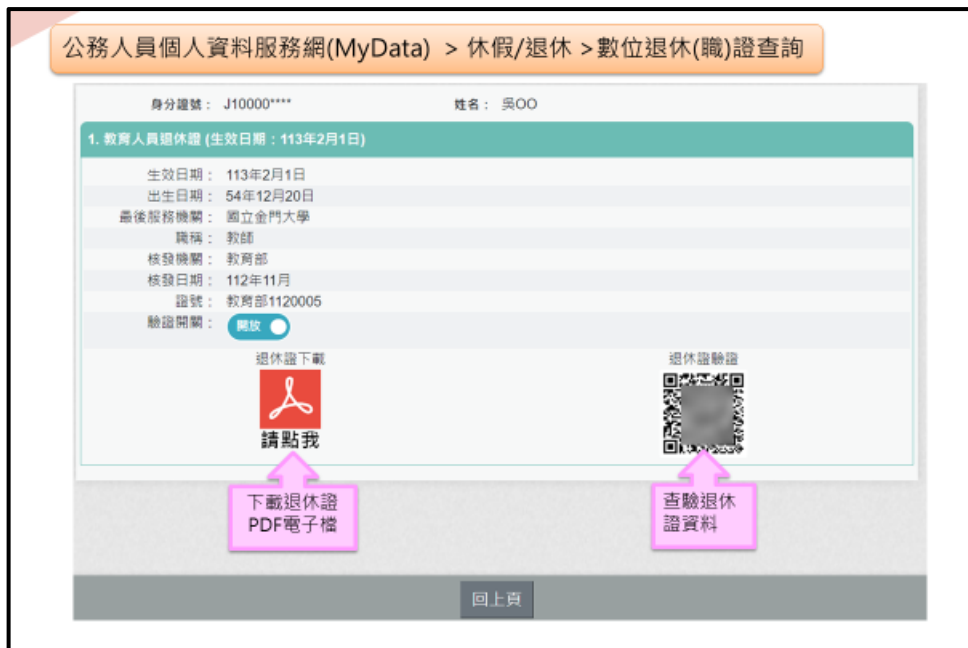 公務人員個人資料服務網(MyData) > 休假/退休 >數位退休(職)證查詢
身分證號： J10000**** 姓名： 吳OO
1. 教育人員退休證 (生效日期：113年2月1日)
生效日期： 113年2月1日
出生日期： 54年12月20日
最後服務機關： 國立金門大學
職稱： 教師
核發機關： 教育部
核發日期： 112年11月
證號： 教育部1120005
驗證開關： 開放
退休證下載 退休證驗證
請點我
下載退休證 查驗退休
PDF電子檔 證資料
回上頁